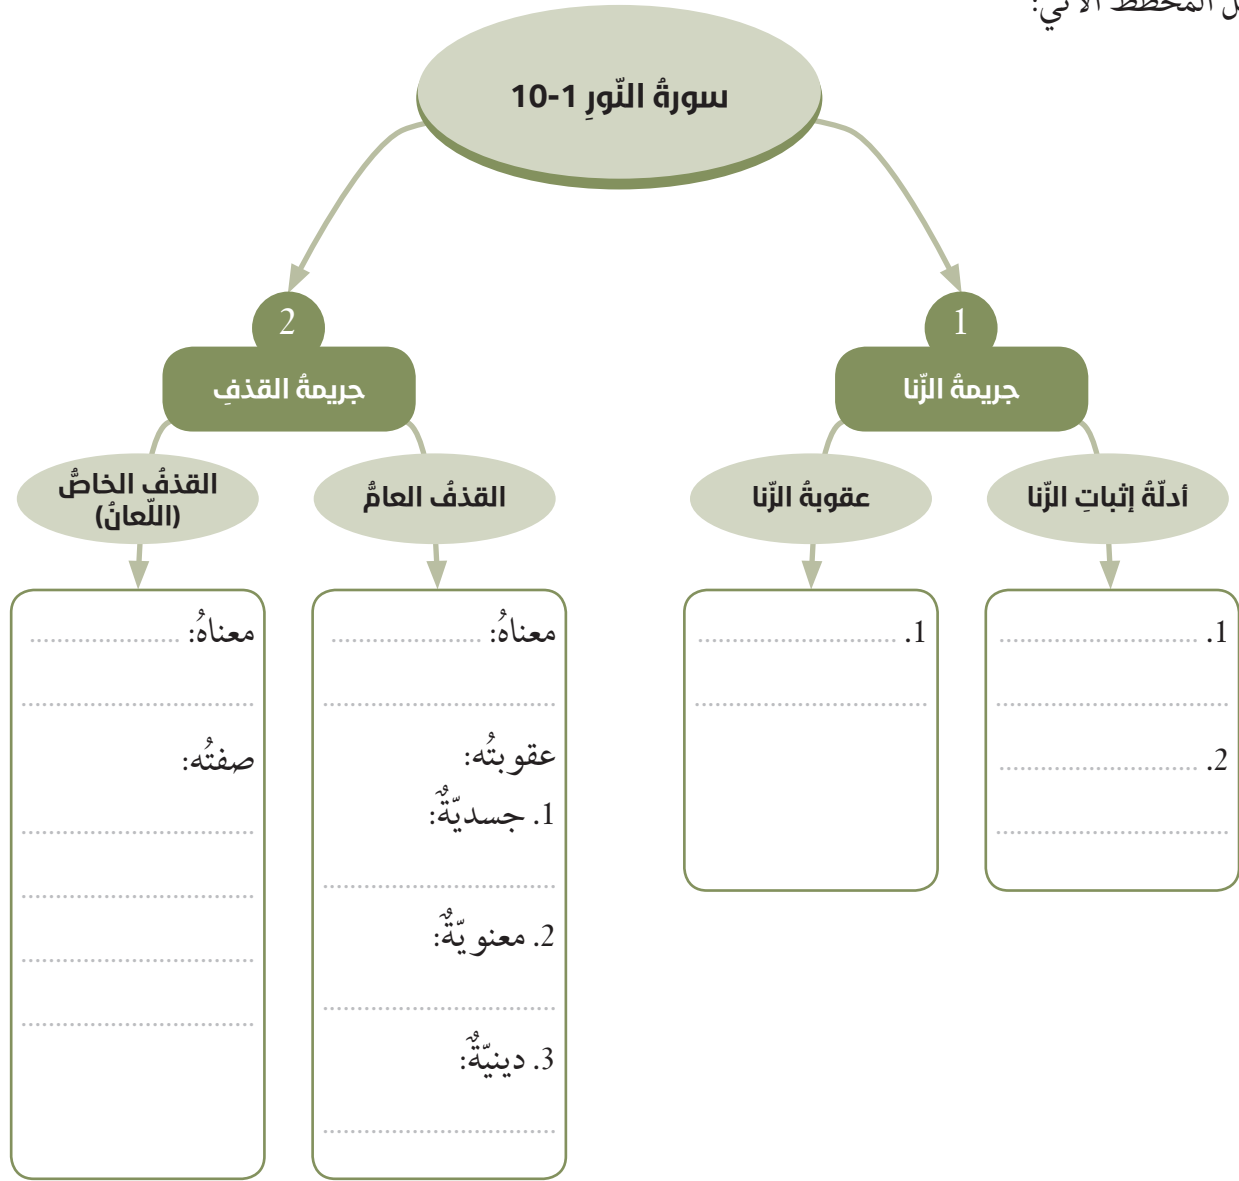 المخطط الآتي:
سورةُ النّورِ 1-10
1
جريمةُ الزّنا
أدلّةُ إثباتِ الزّنا
1. ........................
........................
2. ........................
........................
عقوبةُ الزّنا
1. ........................
........................
2
جريمةُ القذفِ
القذفُ العامُّ
معناهُ: ........................
........................
عقوبتُه:
1. جسديّةٌ:
........................
2. معنويّةٌ:
........................
3. دينيّةٌ:
........................
القذفُ الخاصُّ
(اللّعانُ)
معناهُ: ........................
........................
صفتُه:
........................
........................
........................
........................